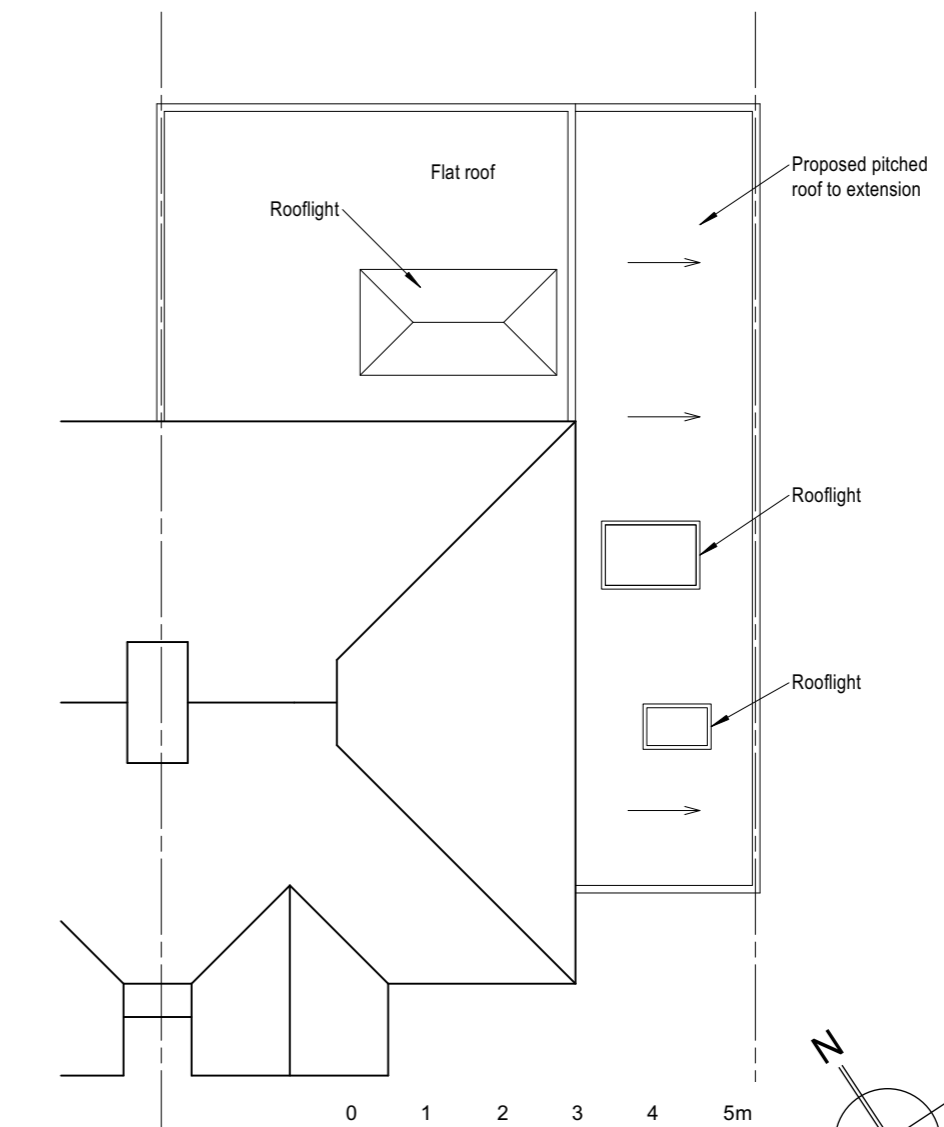 Flat roof
Proposed pitched
roof to extension
Rooflight
Rooflight
Rooflight
0 1 2 3 4 5m
N